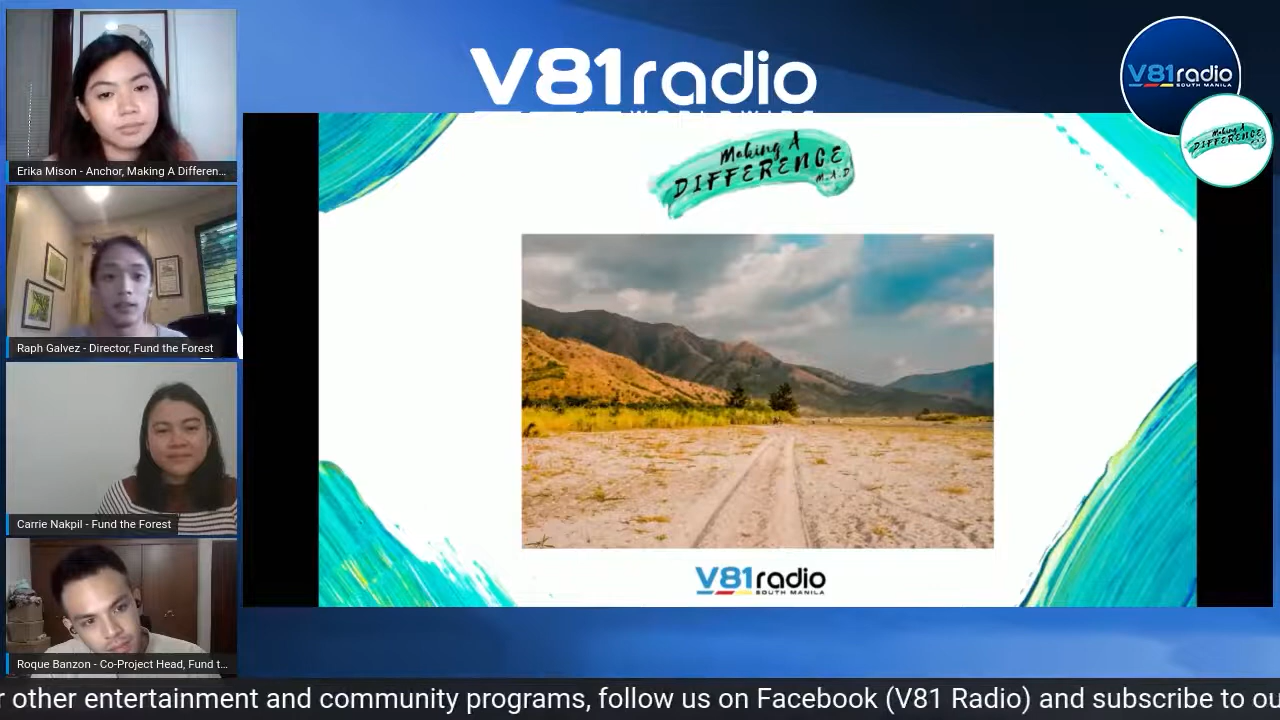 V81radio
WORLDWIDE
V81radio
SOUTH MANILA
Making A
DIFFERENCE
Making A
DIFFERENCE
M.A.D
Erika Mison - Anchor, Making A Differen...
Raph Galvez - Director, Fund the Forest
Carrie Nakpil - Fund the Forest
Roque Banzon - Co-Project Head, Fund t...
V81radio
SOUTH MANILA
r other entertainment and community programs, follow us on Facebook (V81 Radio) and subscribe to ou